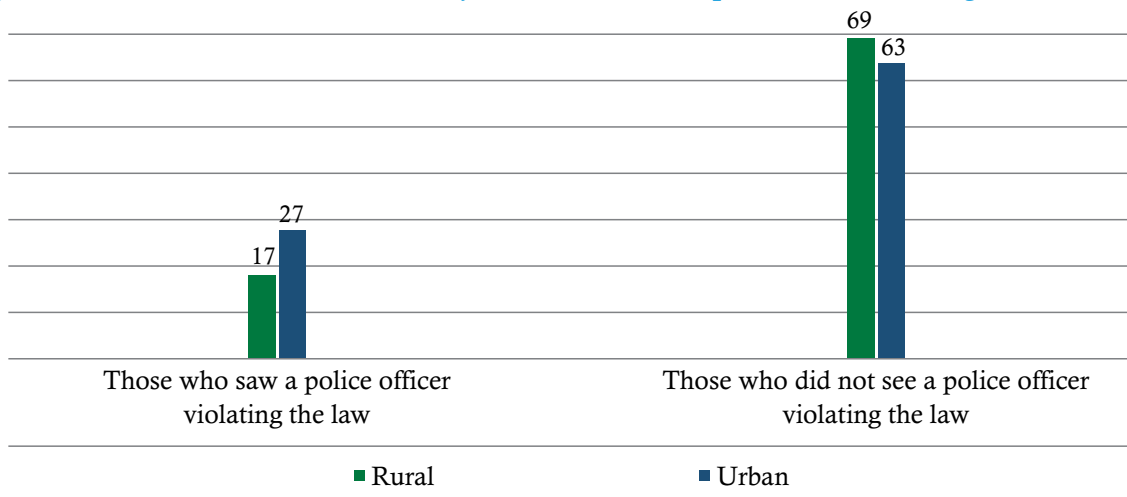 69
63
27
17
Those who saw a police officer
violating the law
Those who did not see a police officer
violating the law
Rural
Urban